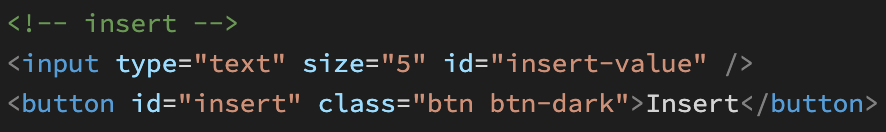 <!-- insert -->
<input type="text" size="5" id="insert-value" />
<button id="insert" class="btn btn-dark">Insert</button>